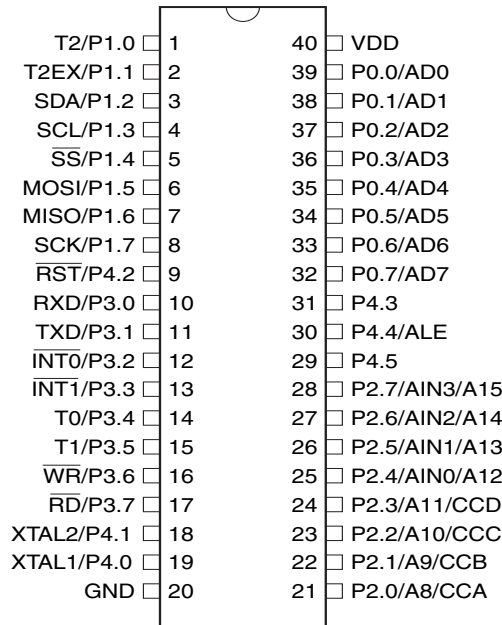 T2/P1.0 1 40 VDD
T2EX/P1.1 2 39 P0.0/AD0
SDA/P1.2 3 38 P0.1/AD1
SCL/P1.3 4 37 P0.2/AD2
S̅S̅/P1.4 5 36 P0.3/AD3
MOSI/P1.5 6 35 P0.4/AD4
MISO/P1.6 7 34 P0.5/AD5
SCK/P1.7 8 33 P0.6/AD6
R̅S̅T̅/P4.2 9 32 P0.7/AD7
RXD/P3.0 10 31 P4.3
TXD/P3.1 11 30 P4.4/ALE
I̅N̅T̅0̅/P3.2 12 29 P4.5
I̅N̅T̅1̅/P3.3 13 28 P2.7/AIN3/A15
T0/P3.4 14 27 P2.6/AIN2/A14
T1/P3.5 15 26 P2.5/AIN1/A13
W̅R̅/P3.6 16 25 P2.4/AIN0/A12
R̅D̅/P3.7 17 24 P2.3/A11/CCD
XTAL2/P4.1 18 23 P2.2/A10/CCC
XTAL1/P4.0 19 22 P2.1/A9/CCB
GND 20 21 P2.0/A8/CCA